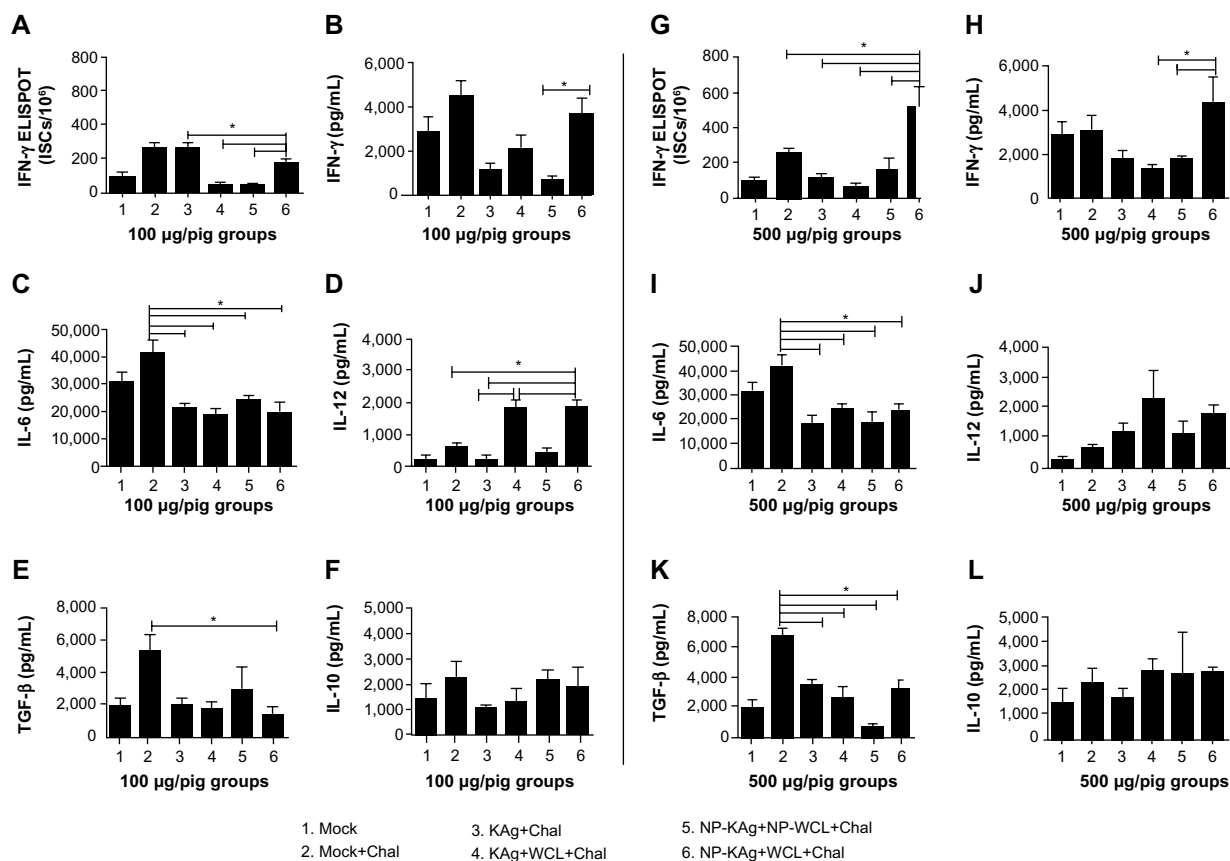 A
IFN-γ ELISPOT
(ISCs/10⁶)
800
600
400
200
0
*
1 2 3 4 5 6
100 µg/pig groups
B
IFN-γ (pg/mL)
6,000
4,000
2,000
0
*
1 2 3 4 5 6
100 µg/pig groups
G
IFN-γ ELISPOT
(ISCs/10⁶)
800
600
400
200
0
*
1 2 3 4 5 6
500 µg/pig groups
H
IFN-γ (pg/mL)
6,000
4,000
2,000
0
*
1 2 3 4 5 6
500 µg/pig groups
C
IL-6 (pg/mL)
50,000
40,000
30,000
20,000
10,000
0
*
1 2 3 4 5 6
100 µg/pig groups
D
IL-12 (pg/mL)
4,000
3,000
2,000
1,000
0
*
1 2 3 4 5 6
100 µg/pig groups
I
IL-6 (pg/mL)
50,000
40,000
30,000
20,000
10,000
0
*
1 2 3 4 5 6
500 µg/pig groups
J
IL-12 (pg/mL)
4,000
3,000
2,000
1,000
0
1 2 3 4 5 6
500 µg/pig groups
E
TGF-β (pg/mL)
8,000
6,000
4,000
2,000
0
*
1 2 3 4 5 6
100 µg/pig groups
F
IL-10 (pg/mL)
5,000
4,000
3,000
2,000
1,000
0
1 2 3 4 5 6
100 µg/pig groups
K
TGF-β (pg/mL)
8,000
6,000
4,000
2,000
0
*
1 2 3 4 5 6
500 µg/pig groups
L
IL-10 (pg/mL)
5,000
4,000
3,000
2,000
1,000
0
1 2 3 4 5 6
500 µg/pig groups
1. Mock 3. KAg+Chal 5. NP-KAg+NP-WCL+Chal
2. Mock+Chal 4. KAg+WCL+Chal 6. NP-KAg+WCL+Chal